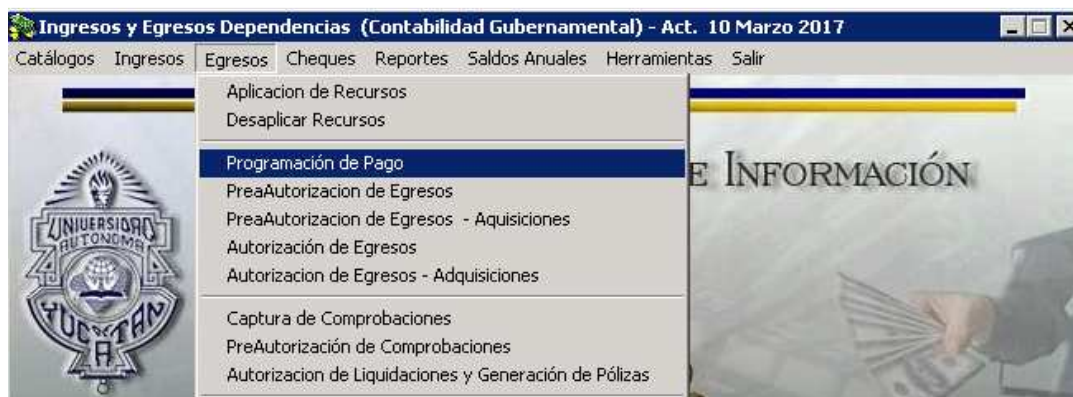 Ingresos y Egresos Dependencias (Contabilidad Gubernamental) - Act. 10 Marzo 2017
Catálogos Ingresos Egresos Cheques Reportes Saldos Anuales Herramientas Salir
Aplicacion de Recursos
Desaplicar Recursos
Programación de Pago
PreaAutorizacion de Egresos
PreaAutorizacion de Egresos - Aquisiciones
Autorización de Egresos
Autorizacion de Egresos - Adquisiciones
Captura de Comprobaciones
PreAutorización de Comprobaciones
Autorizacion de Liquidaciones y Generación de Pólizas
E INFORMACIÓN
UNIVERSIDAD
AUTONOMA
YUCATAN